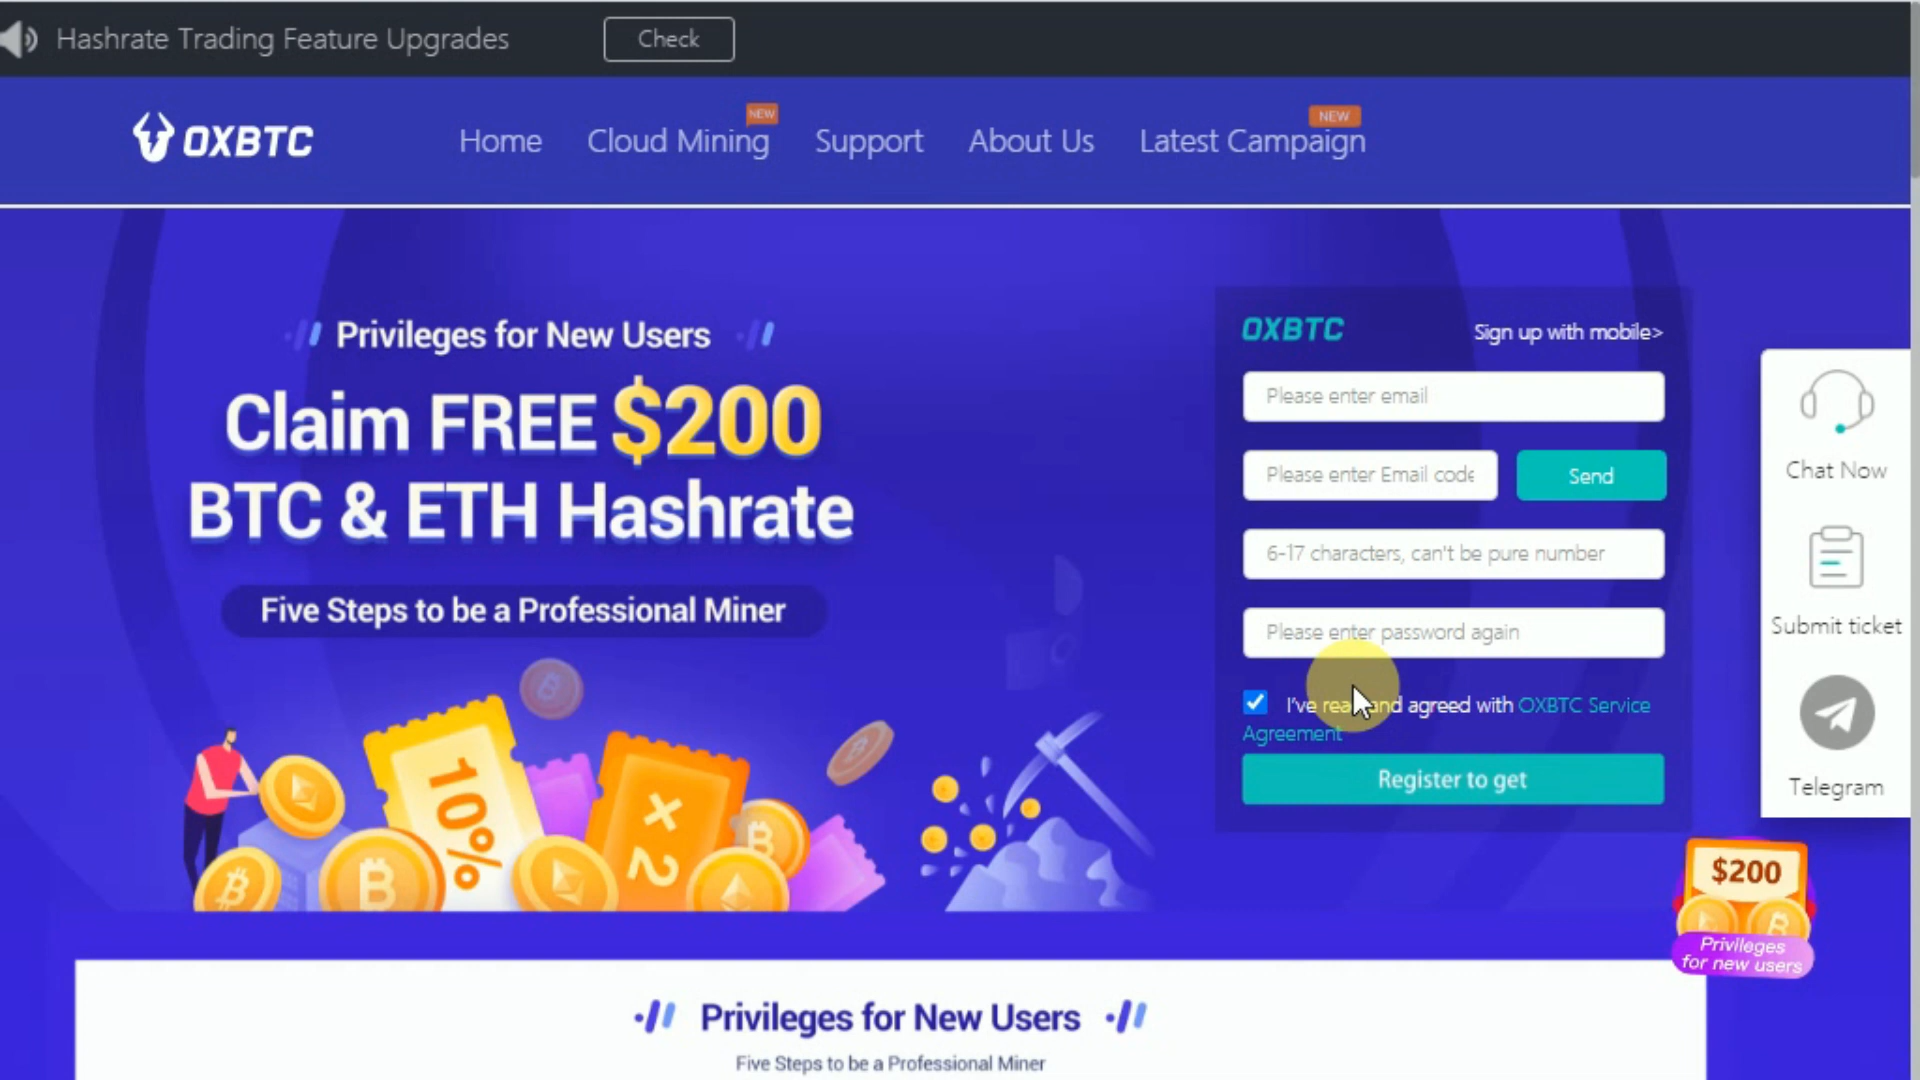 Hashrate Trading Feature Upgrades
Check
OXBTC
Home
Cloud Mining
NEW
Support
About Us
Latest Campaign
NEW
Privileges for New Users
Claim FREE $200
BTC & ETH Hashrate
Five Steps to be a Professional Miner
10%
x 2
OXBTC
Sign up with mobile>
Please enter email
Please enter Email code
Send
6-17 characters, can't be pure number
Please enter password again
I've read and agreed with OXBTC Service
Agreement
Register to get
Chat Now
Submit ticket
Telegram
$200
Privileges
for new users
Privileges for New Users
Five Steps to be a Professional Miner